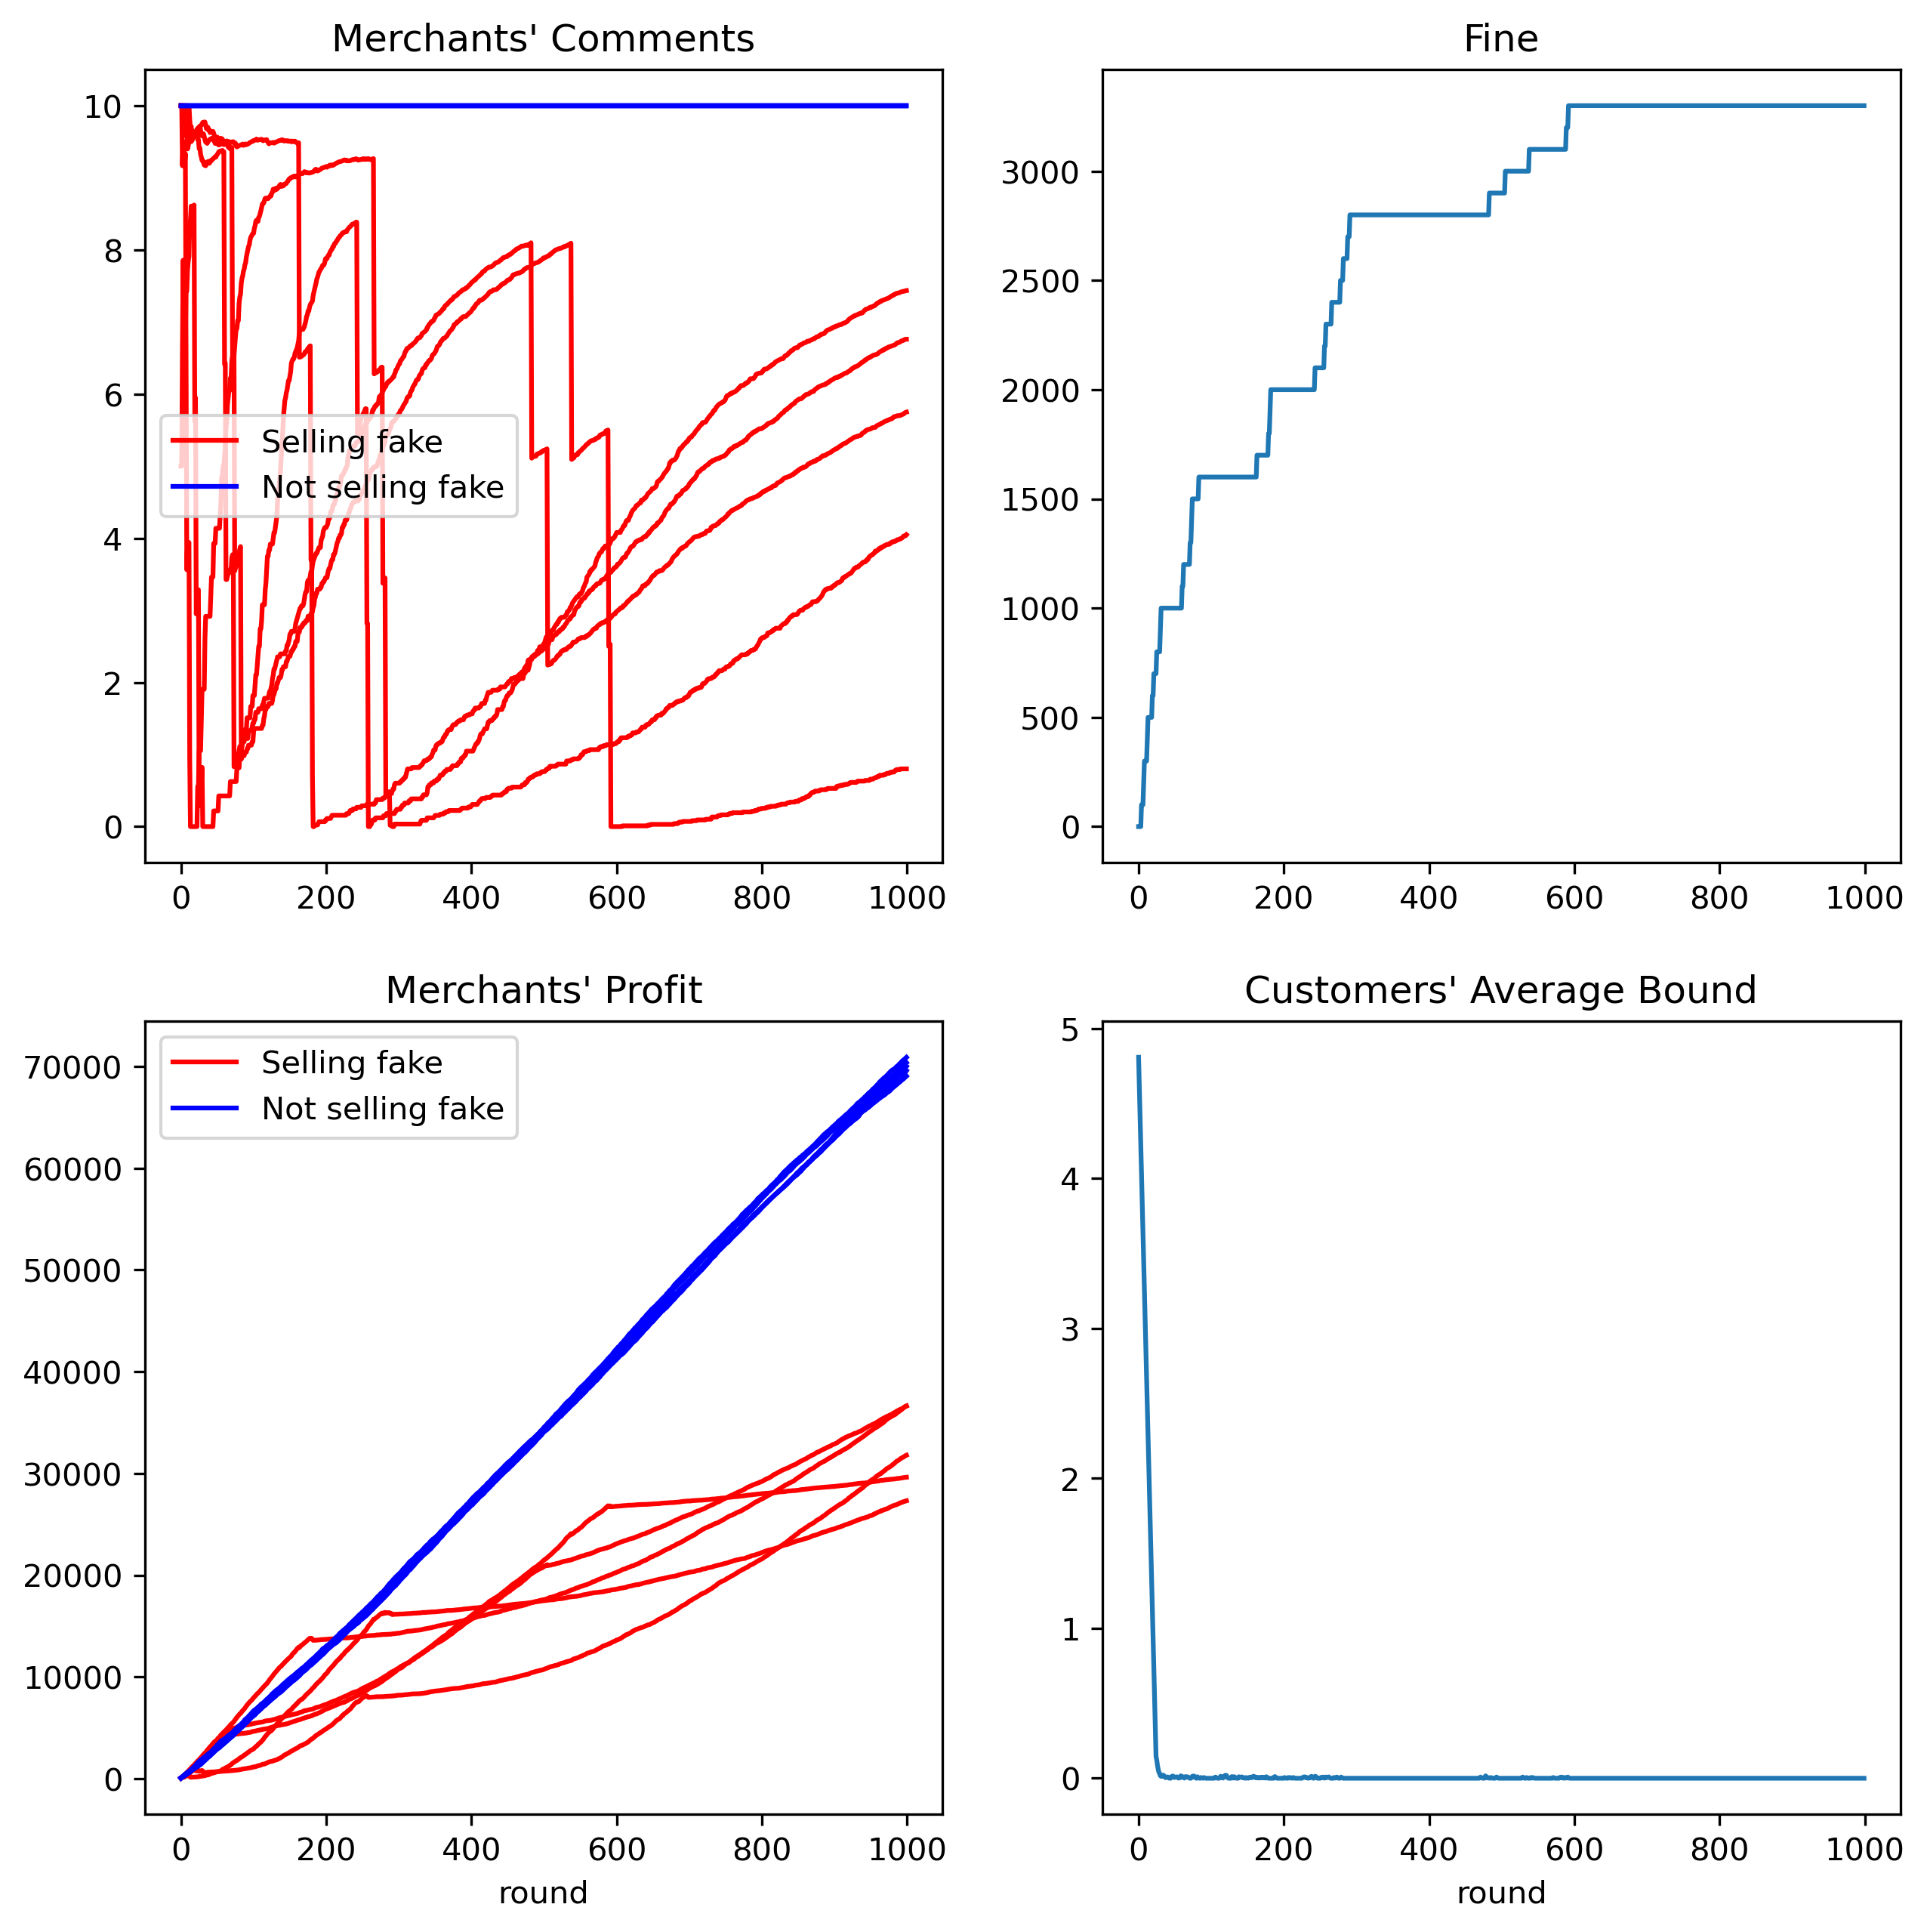 Merchants' Comments
10
8
6
4
2
0
Selling fake
Not selling fake
0 200 400 600 800 1000
Fine
3000
2500
2000
1500
1000
500
0
0 200 400 600 800 1000
Merchants' Profit
70000
60000
50000
40000
30000
20000
10000
0
Selling fake
Not selling fake
0 200 400 600 800 1000
round
Customers' Average Bound
5
4
3
2
1
0
0 200 400 600 800 1000
round